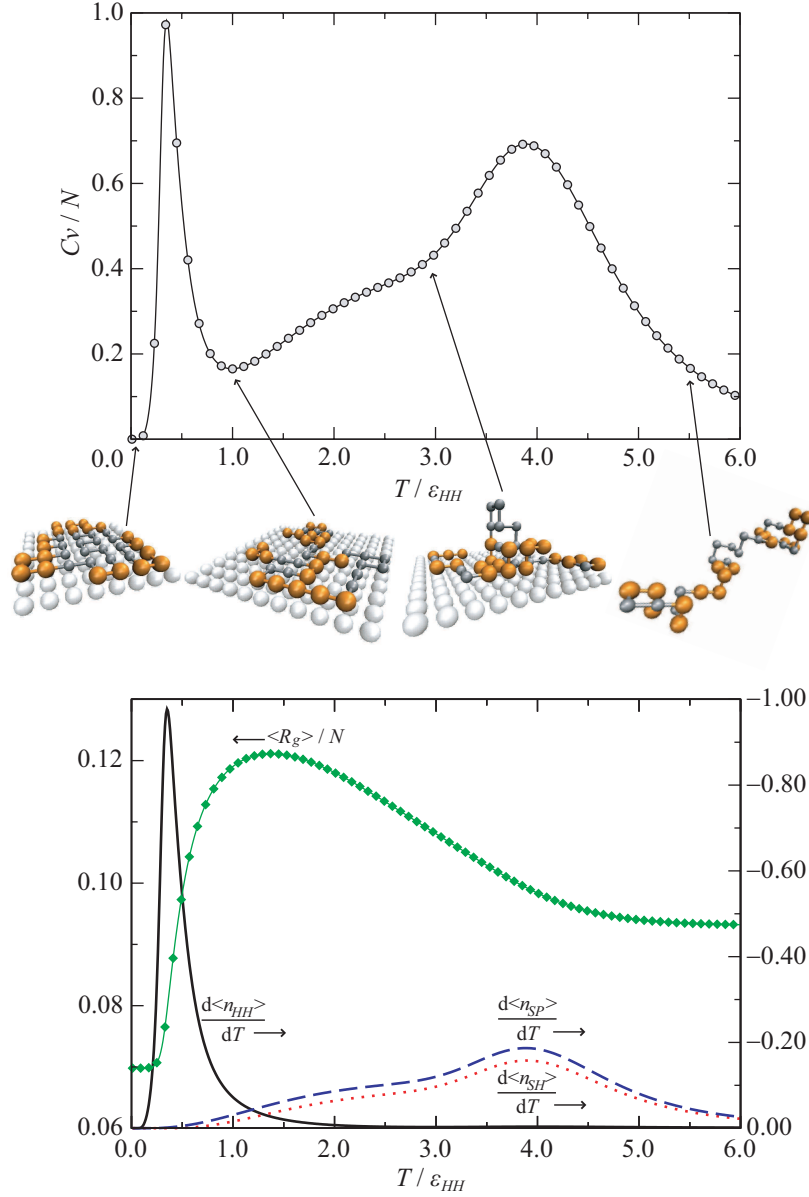 1.0
0.8
0.6
0.4
0.2
Cv / N
0.0 1.0 2.0 3.0 4.0 5.0 6.0
T / εHH
<Rg> / N
d<nHH>
dT
d<nSP>
dT
d<nSH>
dT
0.12
0.10
0.08
0.06
–1.00
–0.80
–0.60
–0.40
–0.20
–0.00
0.0 1.0 2.0 3.0 4.0 5.0 6.0
T / εHH